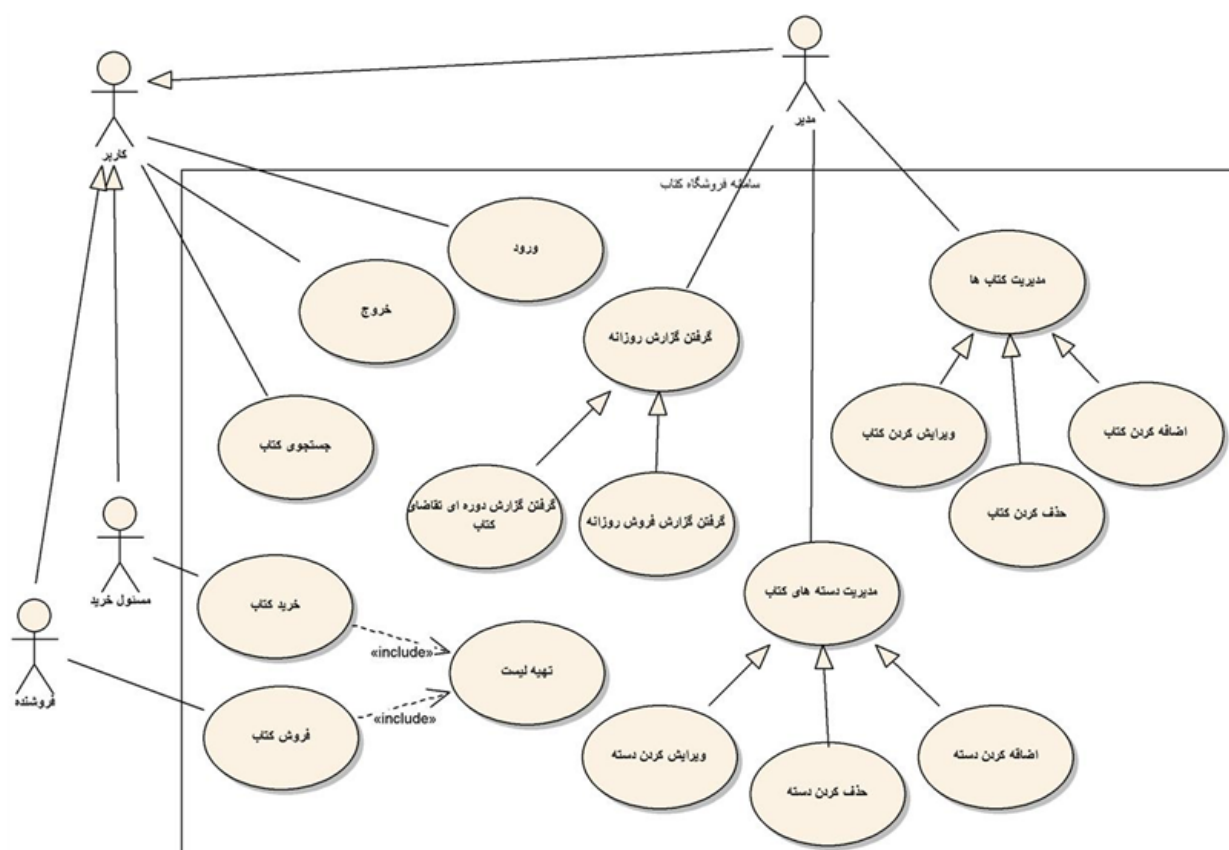 مدیر
کاربر
سامانه فروشگاه کتاب
ورود
مدیریت کتاب ها
خروج
گرفتن گزارش روزانه
جستجوی کتاب
ویرایش کردن کتاب
اضافه کردن کتاب
حذف کردن کتاب
گرفتن گزارش دوره ای تقاضای
کتاب
گرفتن گزارش فروش روزانه
مسئول خرید
خرید کتاب
مدیریت دسته های کتاب
«include»
تهیه لیست
فروشنده
«include»
فروش کتاب
ویرایش کردن دسته
حذف کردن دسته
اضافه کردن دسته